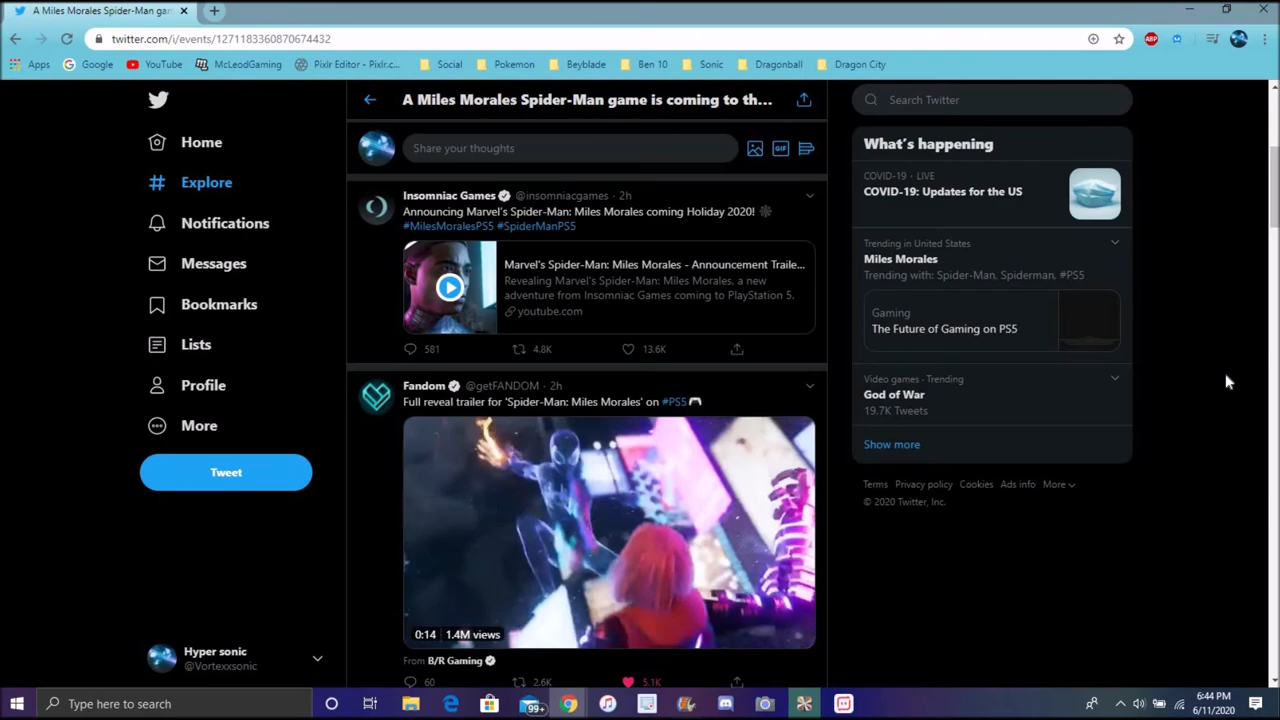 A Miles Morales Spider-Man gam
twitter.com/i/events/1271183360870674432
ABP
Apps
Google
YouTube
McLeodGaming
Pixlr Editor - Pixlr.c...
Social
Pokemon
Beyblade
Ben 10
Sonic
Dragonball
Dragon City
Home
Explore
Notifications
Messages
Bookmarks
Lists
Profile
More
Tweet
Hyper sonic
@Vortexxsonic
A Miles Morales Spider-Man game is coming to th...
Share your thoughts
GIF
Insomniac Games @insomniacgames · 2h
Announcing Marvel's Spider-Man: Miles Morales coming Holiday 2020!
#MilesMoralesPS5 #SpiderManPS5
Marvel's Spider-Man: Miles Morales - Announcement Traile...
Revealing Marvel's Spider-Man: Miles Morales, a new
adventure from Insomniac Games coming to PlayStation 5.
youtube.com
581 4.8K 13.6K
Fandom @getFANDOM · 2h
Full reveal trailer for 'Spider-Man: Miles Morales' on #PS5
0:14 1.4M views
From B/R Gaming
60 2.6K 5.1K
Search Twitter
What's happening
COVID-19 · LIVE
COVID-19: Updates for the US
Trending in United States
Miles Morales
Trending with: Spider-Man, Spiderman, #PS5
Gaming
The Future of Gaming on PS5
Video games · Trending
God of War
19.7K Tweets
Show more
Terms Privacy policy Cookies Ads info More
© 2020 Twitter, Inc.
Type here to search
99+
6:44 PM
6/11/2020